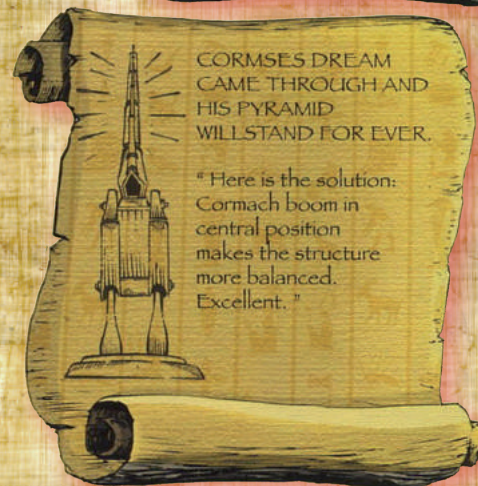 CORMSES DREAM
CAME THROUGH AND
HIS PYRAMID
WILLSTAND FOR EVER.
" Here is the solution:
Cormach boom in
central position
makes the structure
more balanced.
Excellent. "